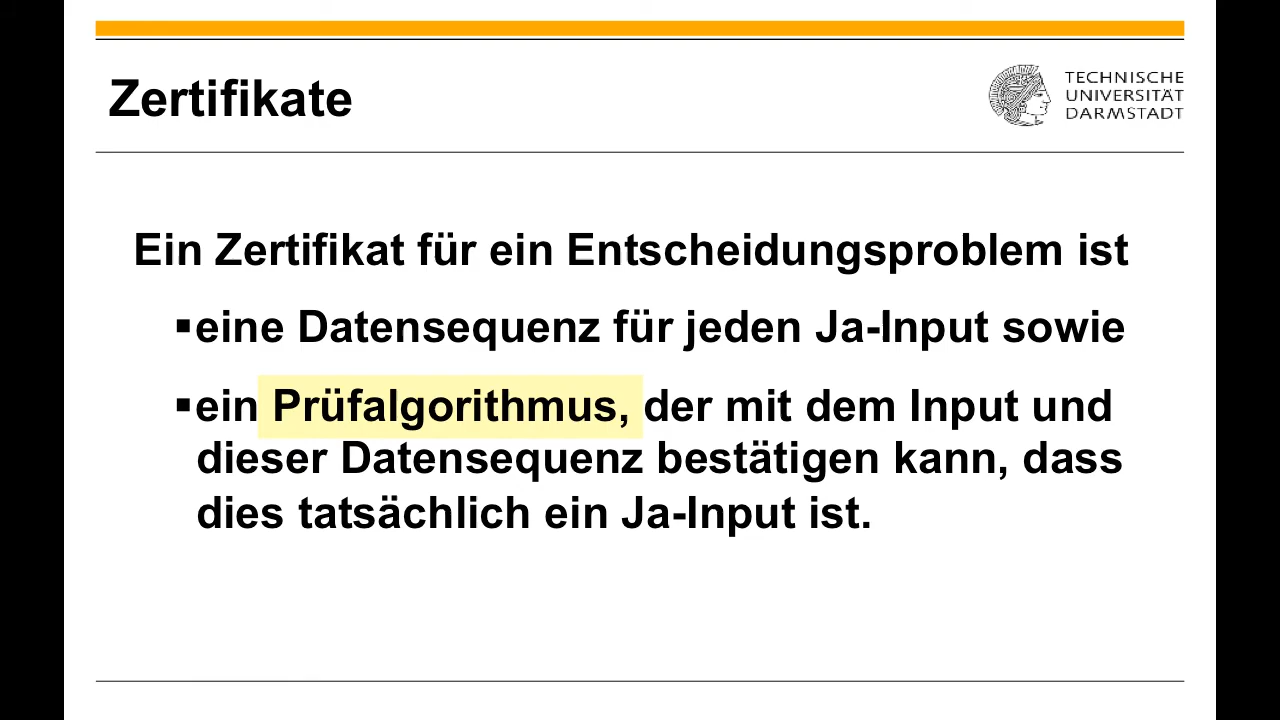 Zertifikate
TECHNISCHE
UNIVERSITÄT
DARMSTADT
Ein Zertifikat für ein Entscheidungsproblem ist
▪eine Datensequenz für jeden Ja-Input sowie
▪ein Prüfalgorithmus, der mit dem Input und
dieser Datensequenz bestätigen kann, dass
dies tatsächlich ein Ja-Input ist.